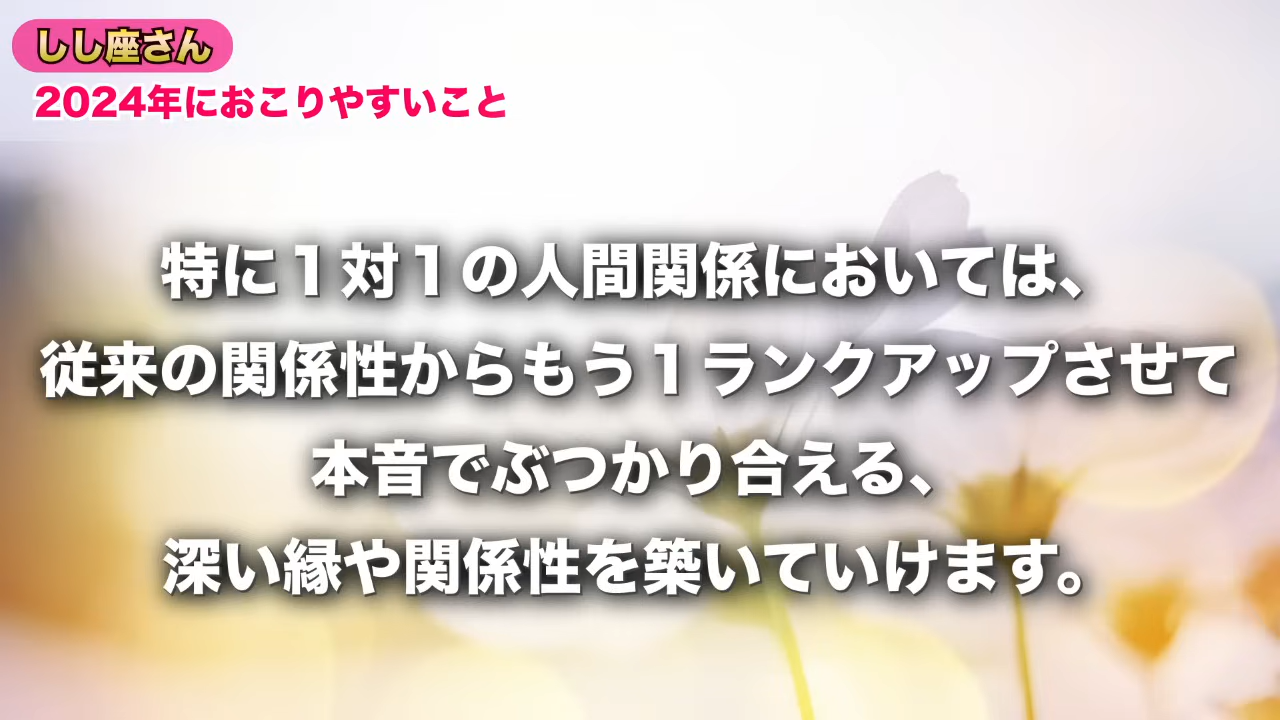 しし座さん
2024年におこりやすいこと
特に１対１の人間関係においては、
従来の関係性からもう１ランクアップさせて
本音でぶつかり合える、
深い縁や関係性を築いていけます。